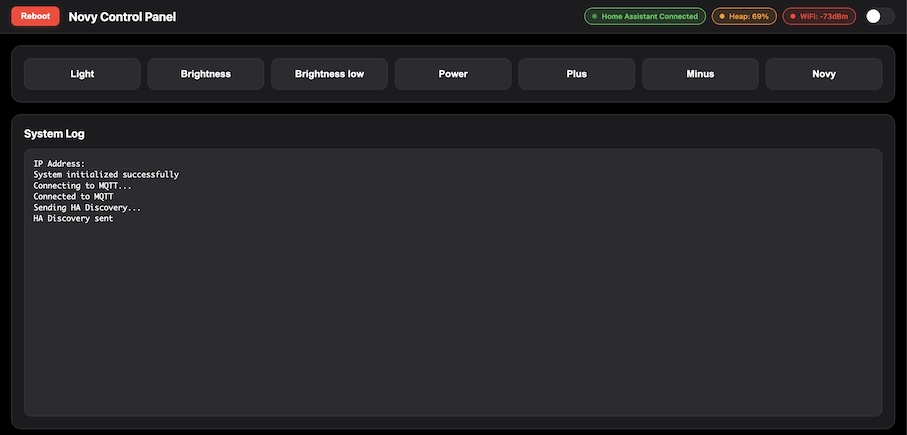 Reboot Novy Control Panel Home Assistant Connected Heap: 69% WiFi: -73dBm
Light Brightness Brightness low Power Plus Minus Novy
System Log
IP Address:
System initialized successfully
Connecting to MQTT...
Connected to MQTT
Sending HA Discovery...
HA Discovery sent